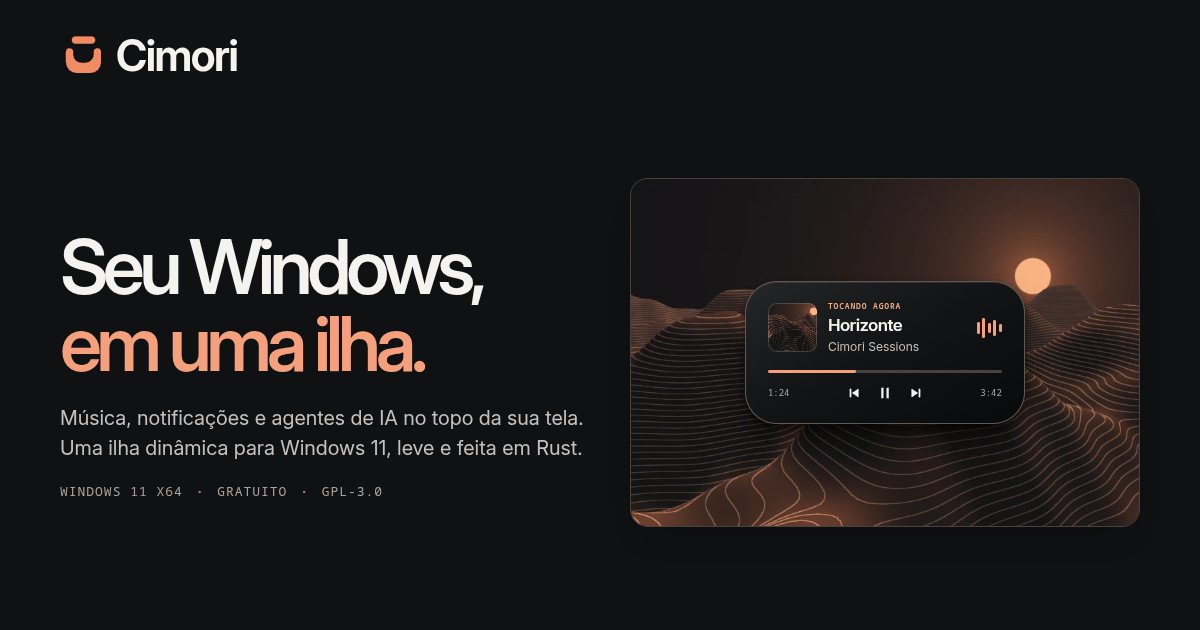 Cimori
Seu Windows,
em uma ilha.
Música, notificações e agentes de IA no topo da sua tela.
Uma ilha dinâmica para Windows 11, leve e feita em Rust.
WINDOWS 11 X64 · GRATUITO · GPL-3.0
TOCANDO AGORA
Horizonte
Cimori Sessions
1:24
3:42